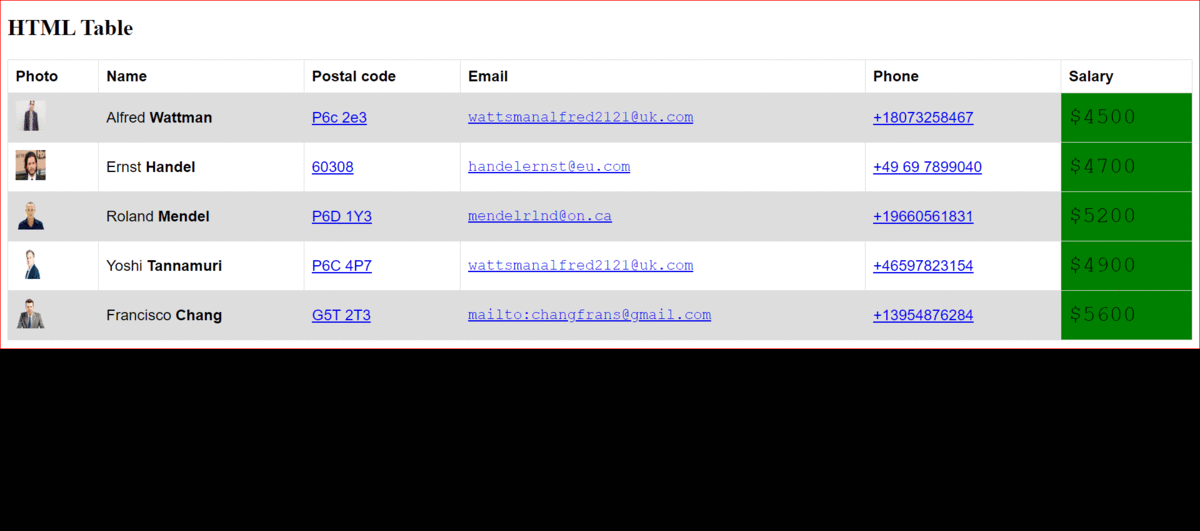 HTML Table
Photo Name Postal code Email Phone Salary
Alfred Wattman P6c 2e3 wattsmanalfred2121@uk.com +18073258467 $4500
Ernst Handel 60308 handelernst@eu.com +49 69 7899040 $4700
Roland Mendel P6D 1Y3 mendelrlnd@on.ca +19660561831 $5200
Yoshi Tannamuri P6C 4P7 wattsmanalfred2121@uk.com +46597823154 $4900
Francisco Chang G5T 2T3 mailto:changfrans@gmail.com +13954876284 $5600